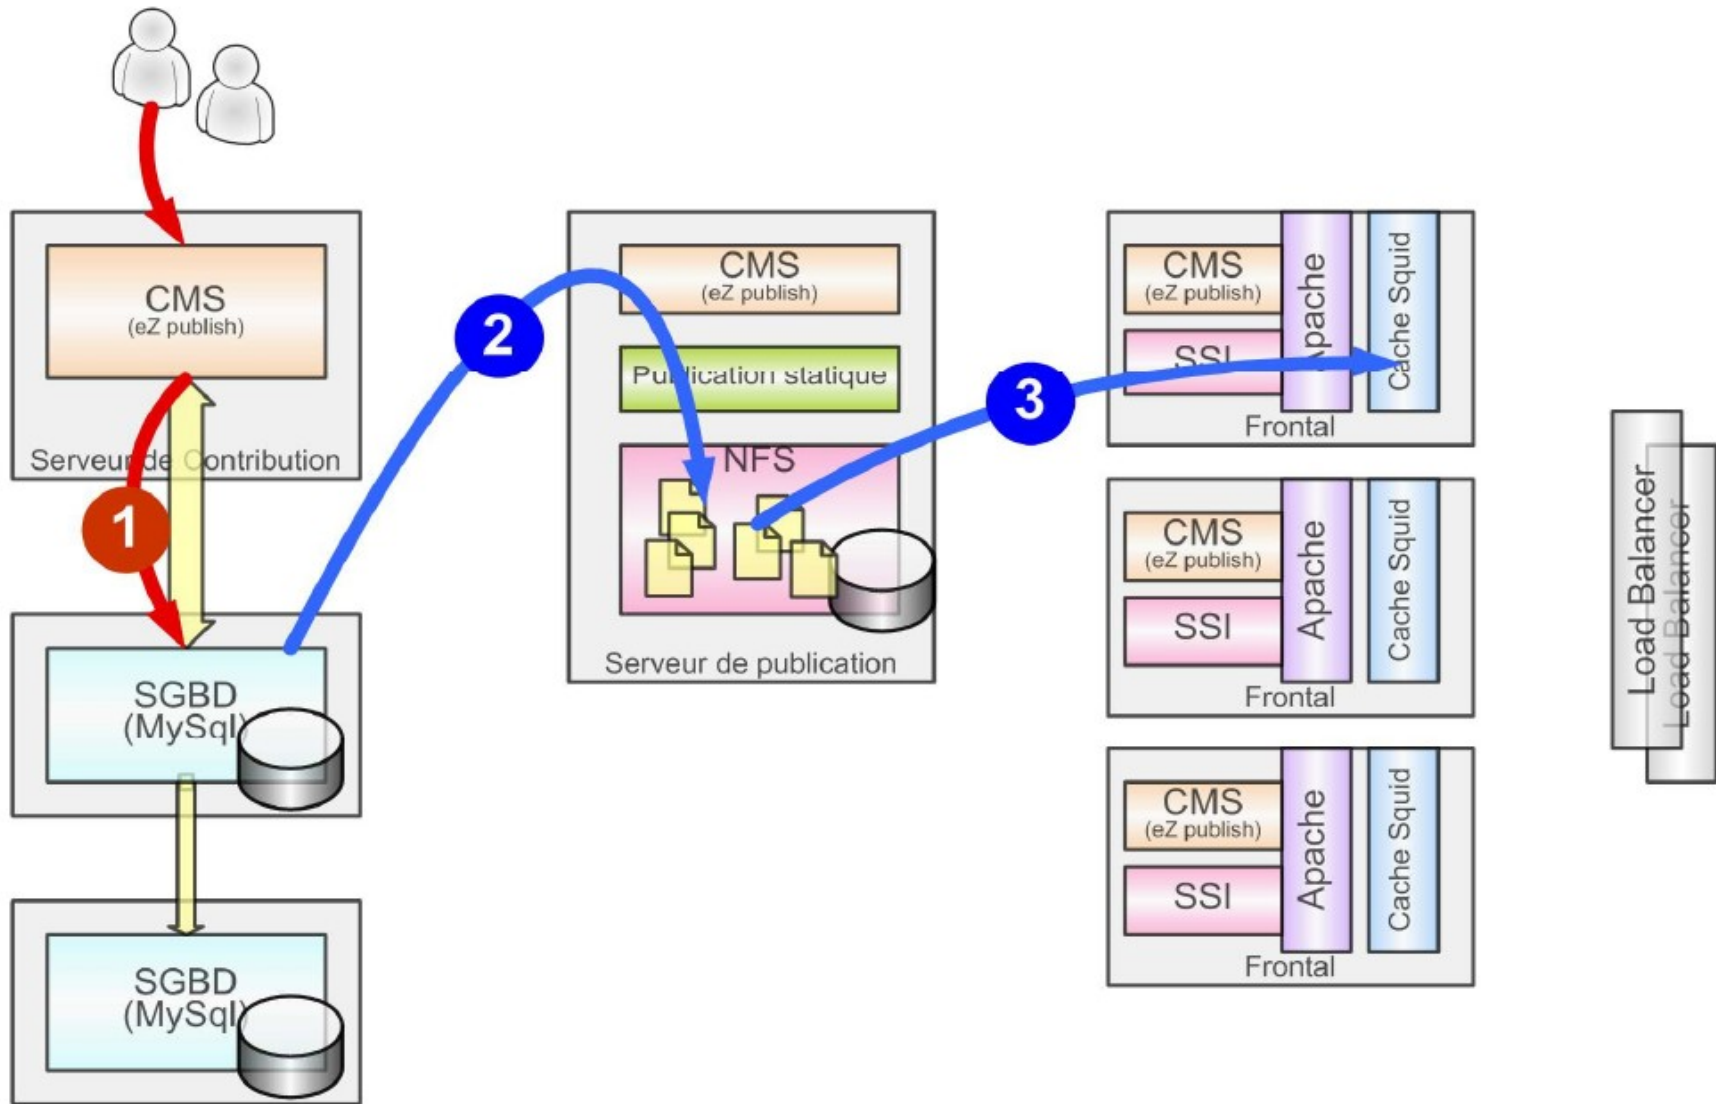 CMS
(eZ publish)
Serveur de Contribution
1
SGBD
(MySql)
SGBD
(MySql)
2
CMS
(eZ publish)
Publication statique
NFS
Serveur de publication
3
CMS
(eZ publish)
SSI
Apache
Cache Squid
Frontal
CMS
(eZ publish)
SSI
Apache
Cache Squid
Frontal
CMS
(eZ publish)
SSI
Apache
Cache Squid
Frontal
Load Balancer
Load Balancer